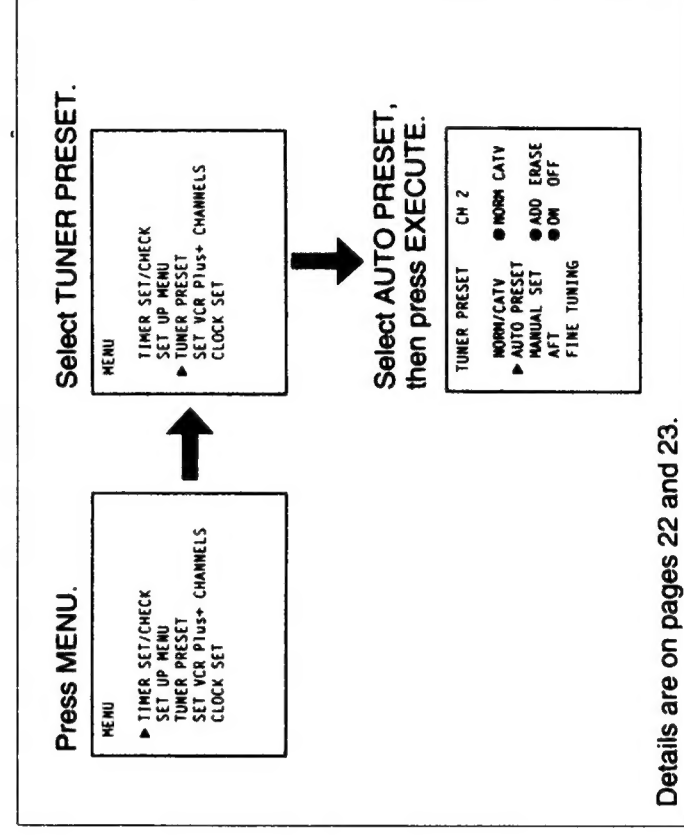 Press MENU.
MENU
▶ TIMER SET/CHECK
SET UP MENU
TUNER PRESET
SET VCR Plus+ CHANNELS
CLOCK SET
Select TUNER PRESET.
MENU
TIMER SET/CHECK
SET UP MENU
▶ TUNER PRESET
SET VCR Plus+ CHANNELS
CLOCK SET
Select AUTO PRESET,
then press EXECUTE.
TUNER PRESET CH 2
NORM/CATV ●NORM CATV
▶ AUTO PRESET
MANUAL SET ●ADD ERASE
AFT ●ON OFF
FINE TUNING
Details are on pages 22 and 23.